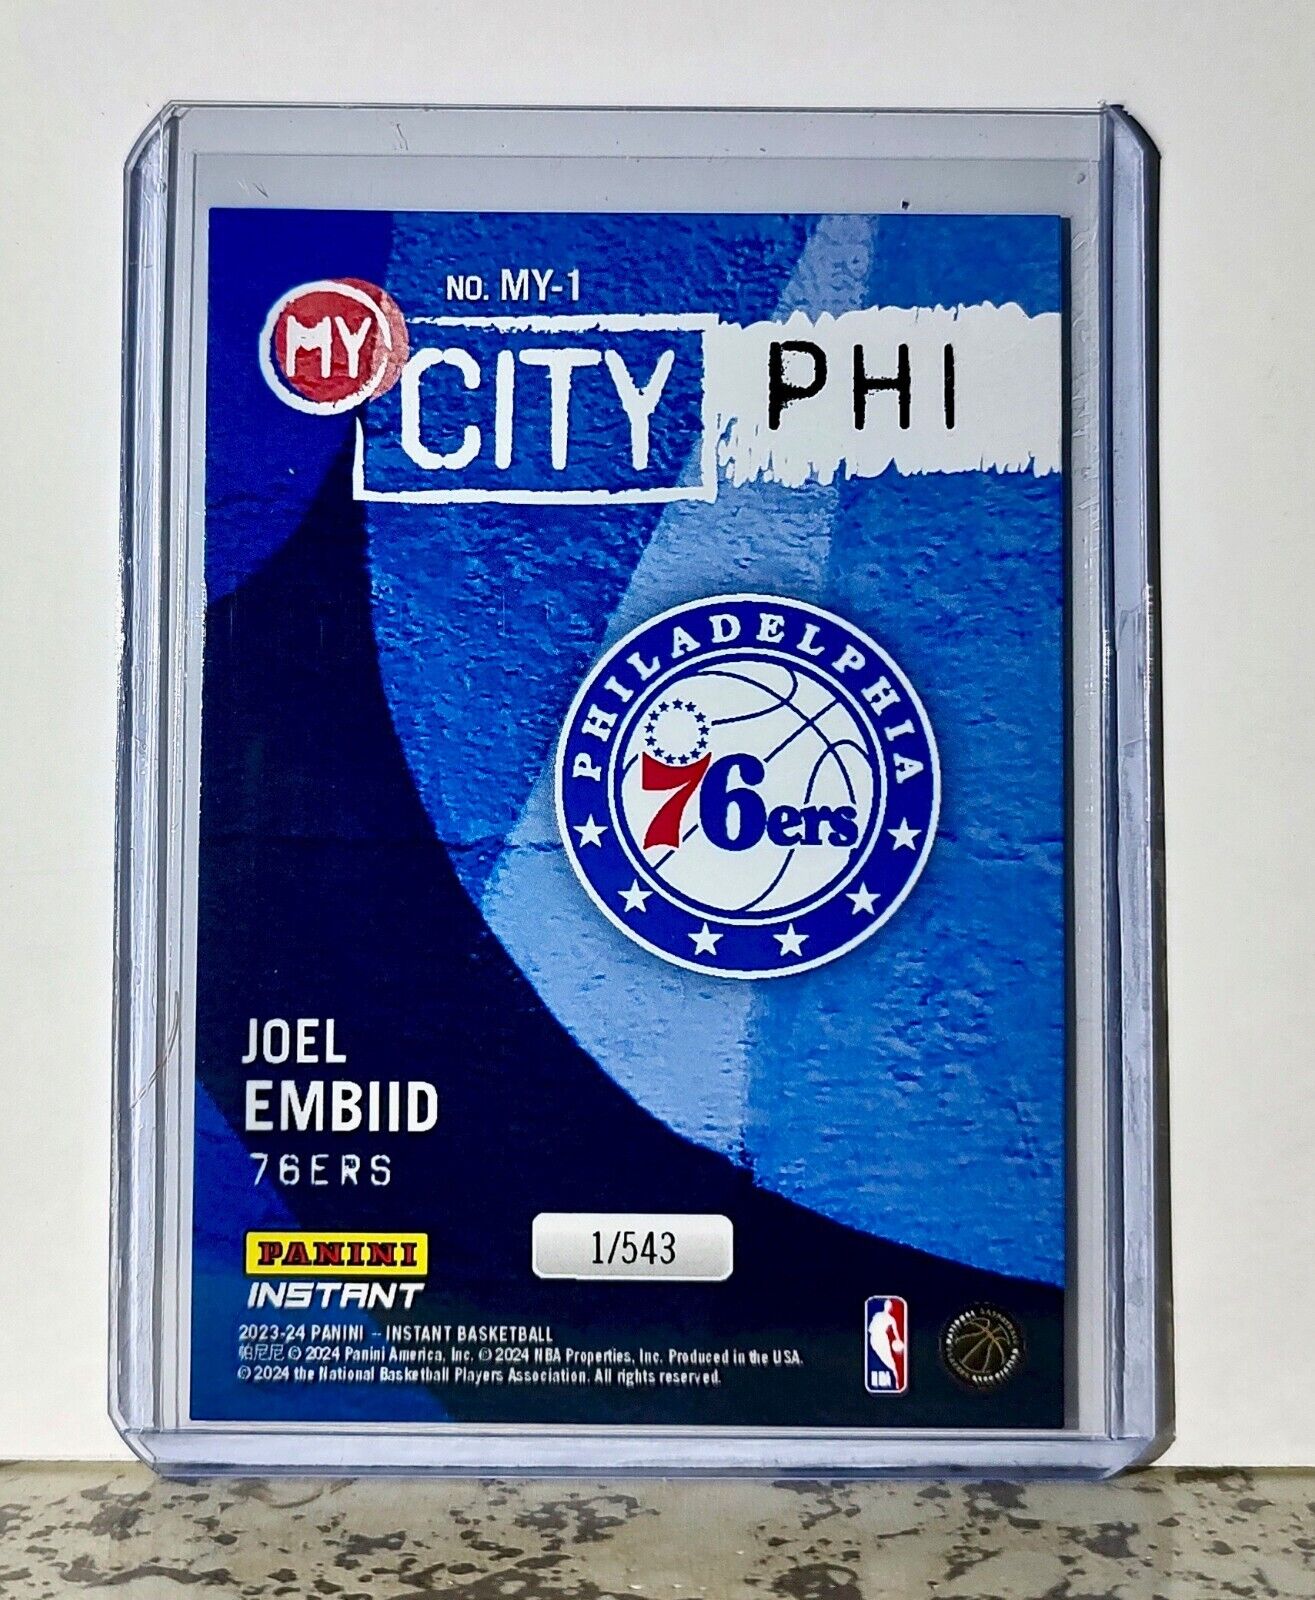 NO. MY-1
MY
CITY
PHI
PHILADELPHIA
76ers
JOEL
EMBIID
76ERS
1/543
PANINI
INSTANT
2023-24 PANINI – INSTANT BASKETBALL
帕尼尼 © 2024 Panini America, Inc. © 2024 NBA Properties, Inc. Produced in the USA.
© 2024 the National Basketball Players Association. All rights reserved.
NBA